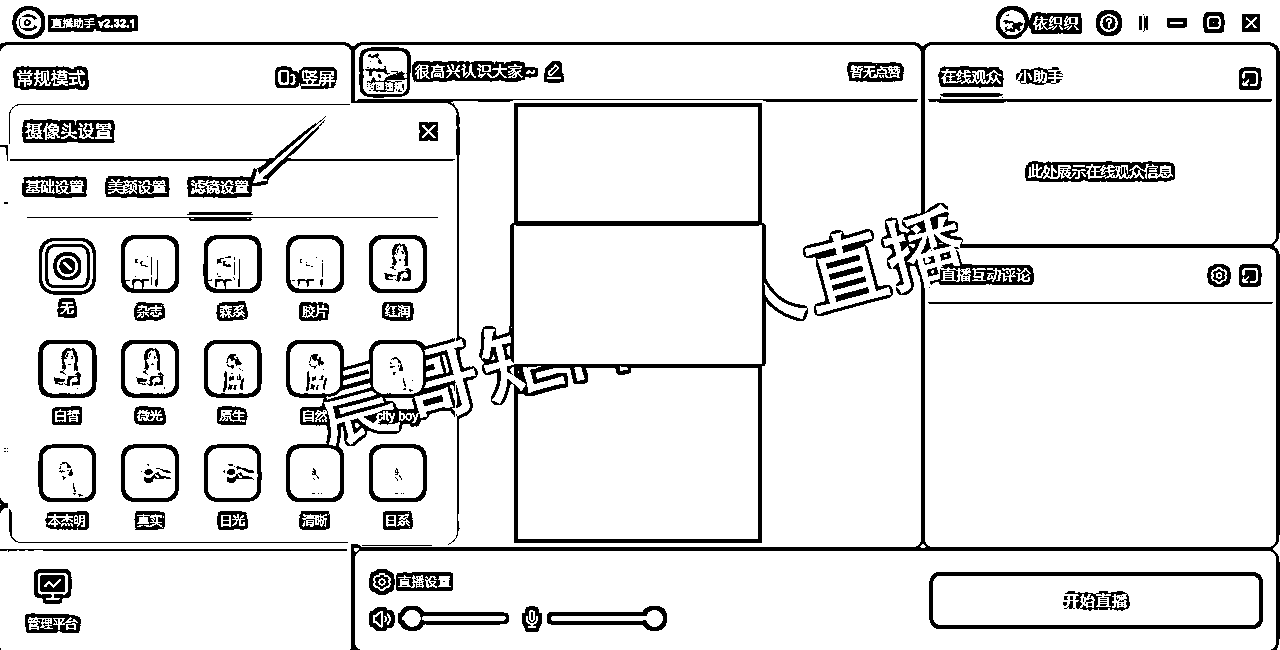 直播助手 v2.32.1
依织织
常规模式
竖屏
很高兴认识大家~
暂无点赞
在线观众
小助手
摄像头设置
基础设置
美颜设置
滤镜设置
此处展示在线观众信息
直播
直播互动评论
无
杂志
森系
胶片
红润
白皙
微光
原生
自然
city boy
本杰明
真实
日光
清晰
日系
管理平台
直播设置
开始直播